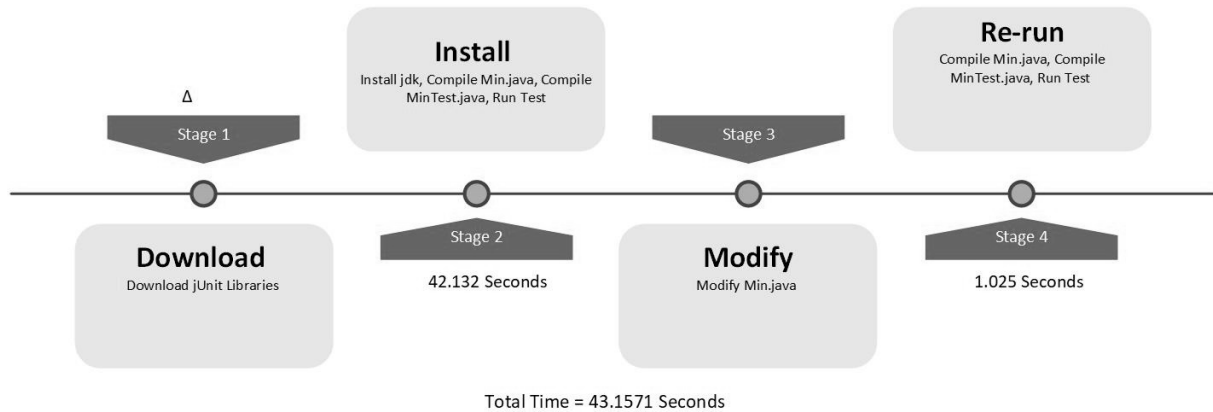 Δ
Stage 1
Download
Download jUnit Libraries
Install
Install jdk, Compile Min.java, Compile
MinTest.java, Run Test
Stage 2
42.132 Seconds
Stage 3
Modify
Modify Min.java
Re-run
Compile Min.java, Compile
MinTest.java, Run Test
Stage 4
1.025 Seconds
Total Time = 43.1571 Seconds